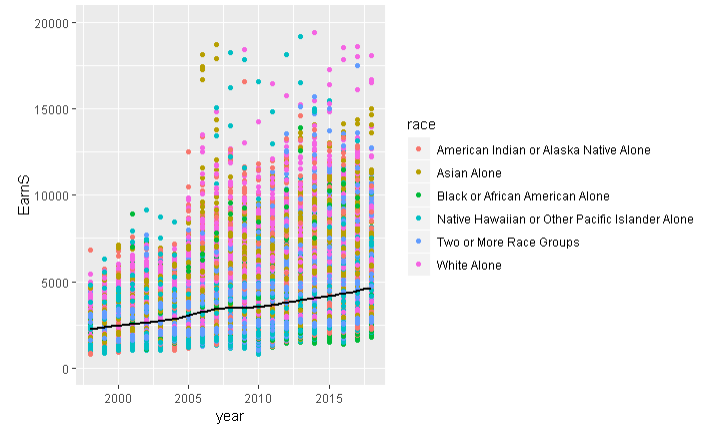 20000
15000
10000
5000
0
EarnS
2000 2005 2010 2015
year
race
American Indian or Alaska Native Alone
Asian Alone
Black or African American Alone
Native Hawaiian or Other Pacific Islander Alone
Two or More Race Groups
White Alone